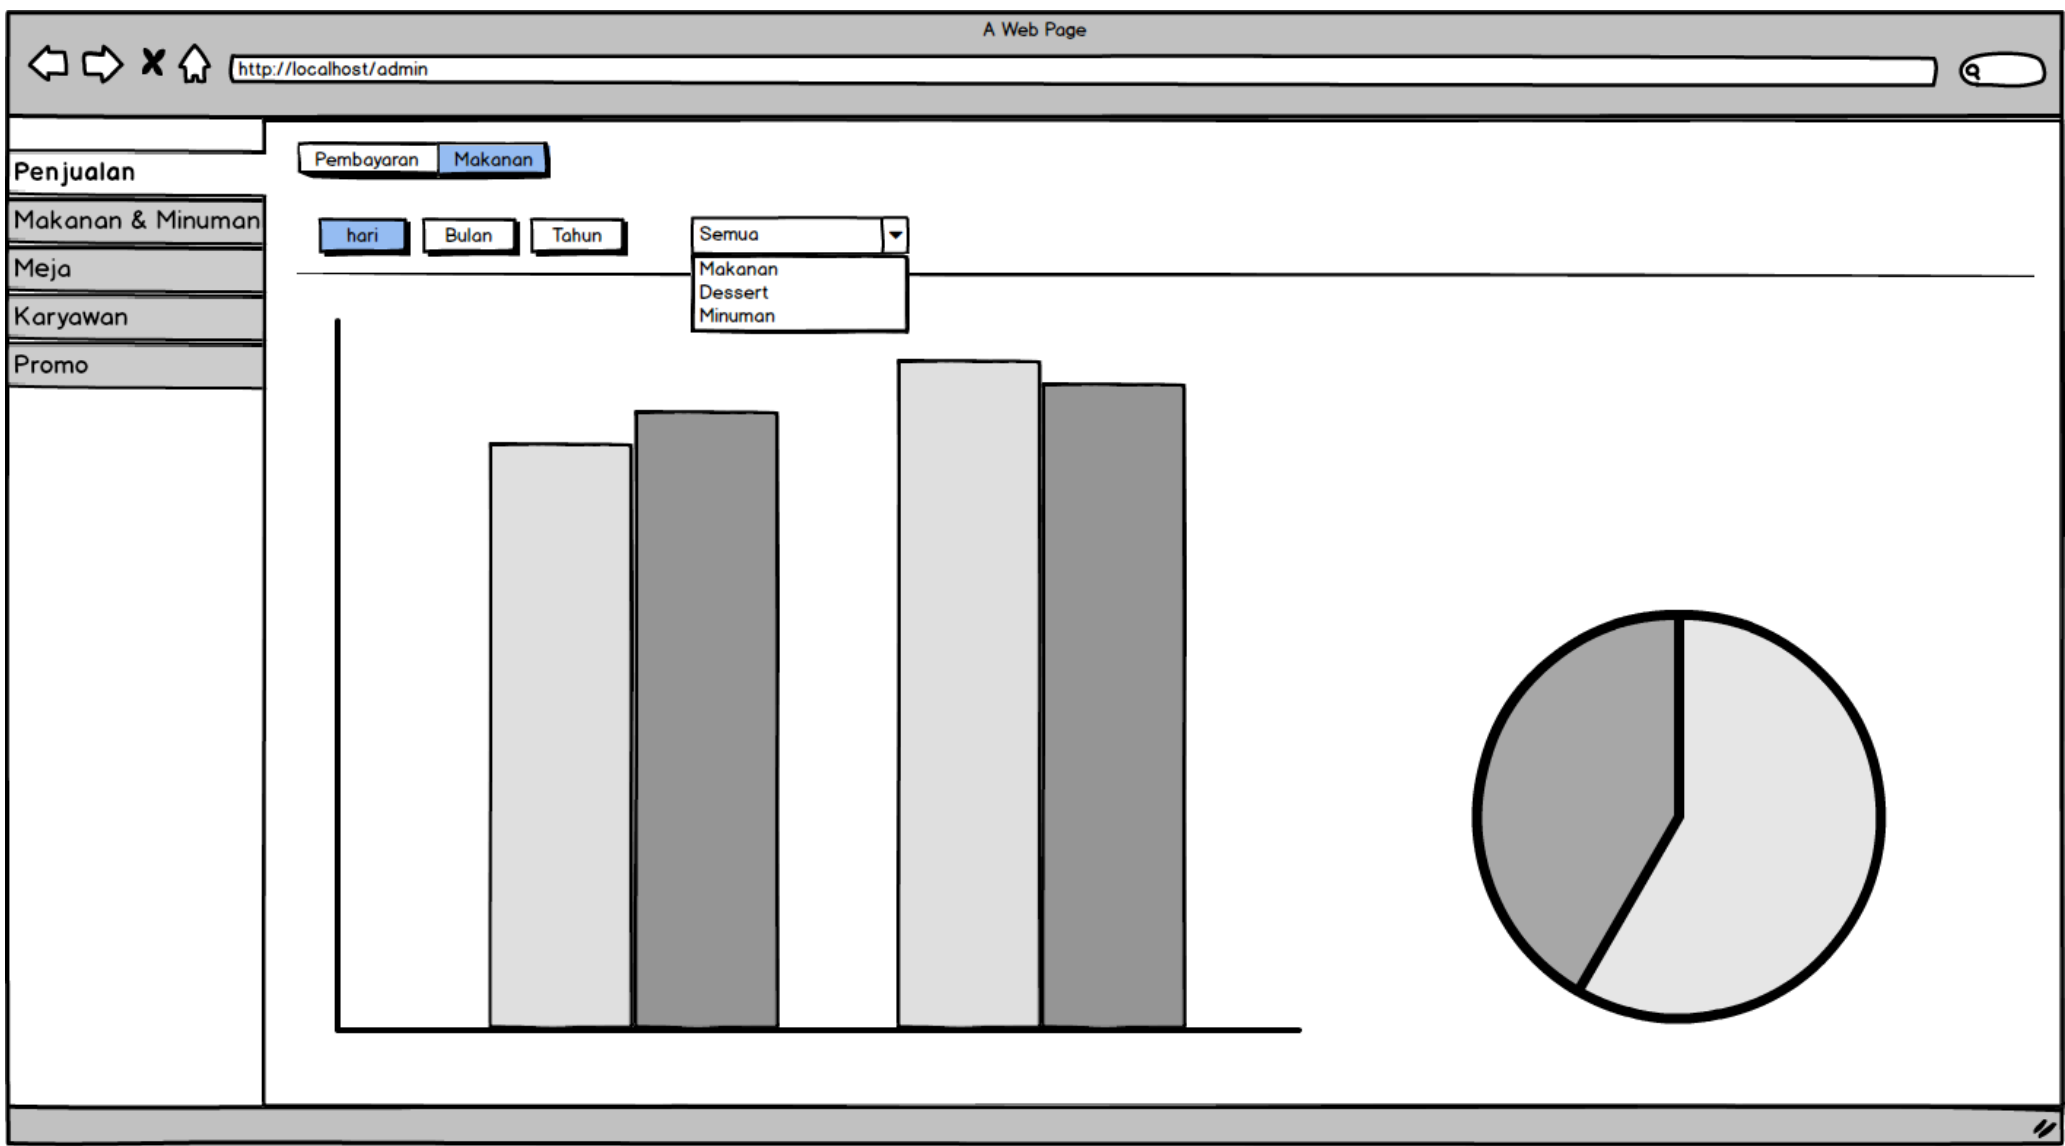 A Web Page
http://localhost/admin
Penjualan
Makanan & Minuman
Meja
Karyawan
Promo
Pembayaran Makanan
hari Bulan Tahun Semua
Makanan
Dessert
Minuman